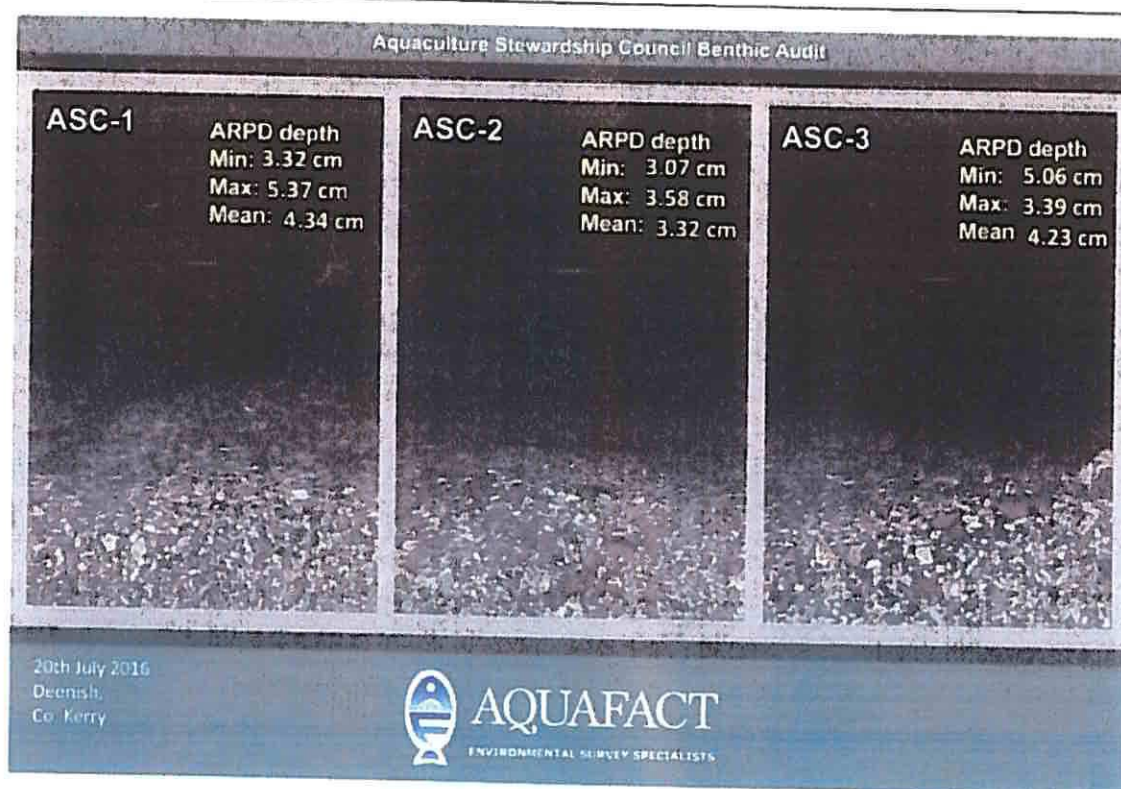 Aquaculture Stewardship Council Benthic Audit
ASC-1
ARPD depth
Min: 3.32 cm
Max: 5.37 cm
Mean: 4.34 cm
ASC-2
ARPD depth
Min: 3.07 cm
Max: 3.58 cm
Mean: 3.32 cm
ASC-3
ARPD depth
Min: 5.06 cm
Max: 3.39 cm
Mean 4.23 cm
20th July 2016
Deenish,
Co. Kerry
AQUAFACT
ENVIRONMENTAL SURVEY SPECIALISTS